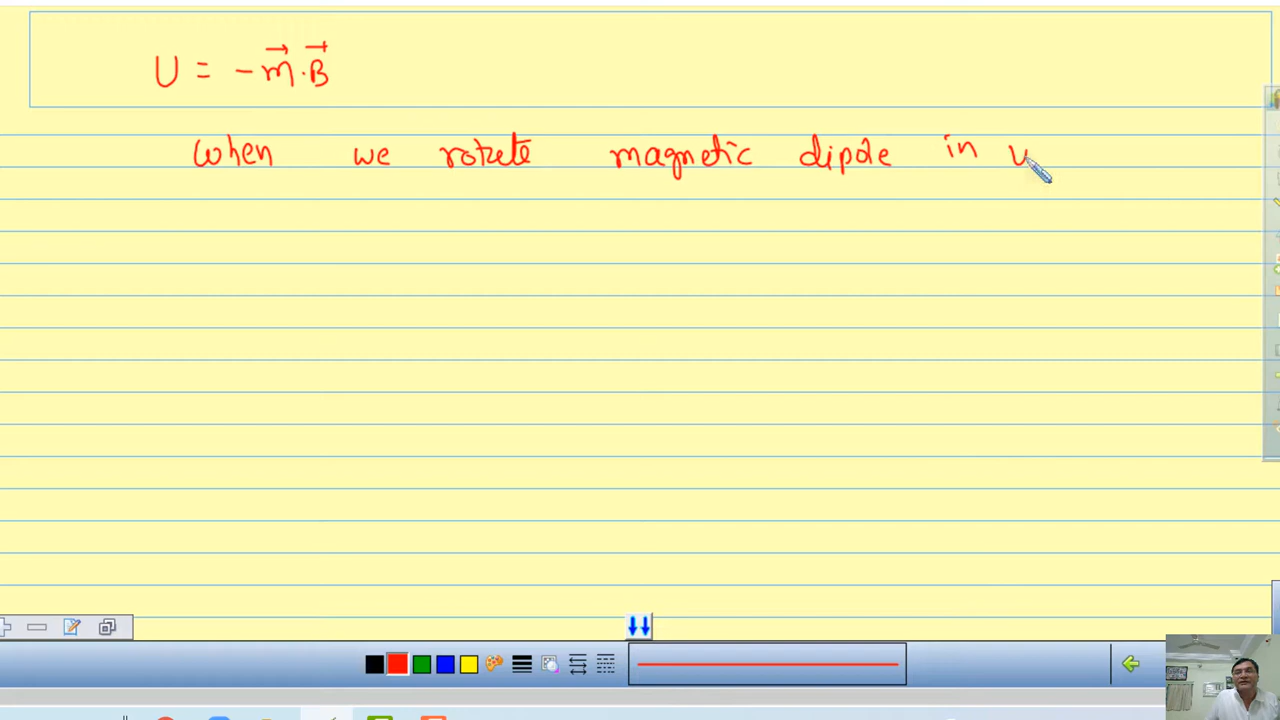 U = -m⃗·B⃗
when we rotate magnetic dipole in u